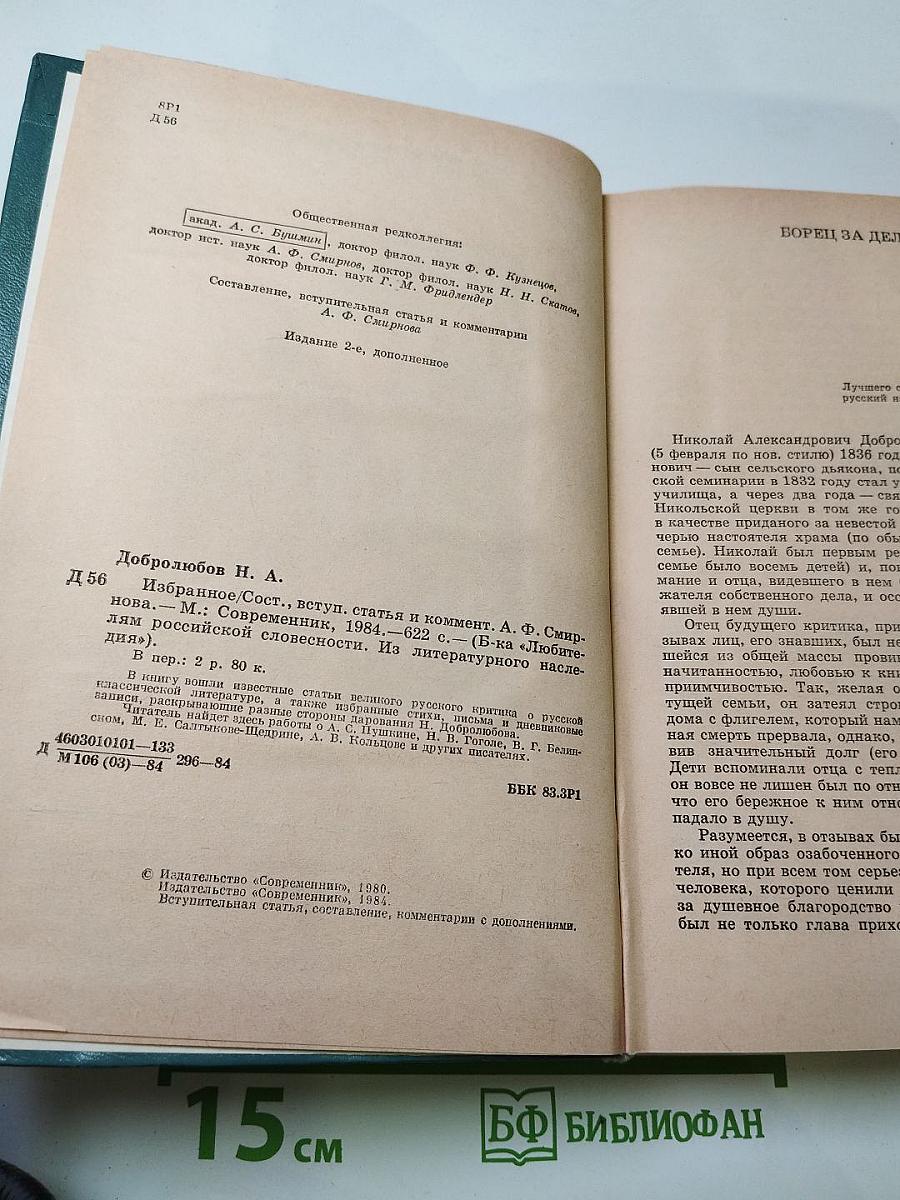 8Р1
Д 56
Общественная редколлегия:
акад. А. С. Бушмин, доктор филол. наук Ф. Ф. Кузнецов,
доктор ист. наук А. Ф. Смирнов, доктор филол. наук Н. Н. Скатов,
доктор филол. наук Г. М. Фридлендер
Составление, вступительная статья и комментарии
А. Ф. Смирнова
Издание 2-е, дополненное
Добролюбов Н. А.
Д 56 Избранное/Сост., вступ. статья и коммент. А. Ф. Смир-
нова.— М.: Современник, 1984.—622 с.— (Б-ка «Любите-
лям российской словесности. Из литературного насле-
дия»).
В пер.: 2 р. 80 к.
В книгу вошли известные статьи великого русского критика о русской
классической литературе, а также избранные стихи, письма и дневниковые
записи, раскрывающие разные стороны дарования Н. Добролюбова.
Читатель найдет здесь работы о А. С. Пушкине, Н. В. Гоголе, В. Г. Белин-
ском, М. Е. Салтыкове-Щедрине, А. В. Кольцове и других писателях.
Д 4603010101—133
М 106 (03)—84 296—84
ББК 83.3Р1
© Издательство «Современник», 1980.
Издательство «Современник», 1984.
Вступительная статья, составление, комментарии с дополнениями.
БОРЕЦ ЗА ДЕЛ
Лучшего с
русский н
Николай Александрович Добро
(5 февраля по нов. стилю) 1836 год
нович — сын сельского дьякона, по
ской семинарии в 1832 году стал у
училища, а через два года — свя
Никольской церкви в том же го
в качестве приданого за невестой
черью настоятеля храма (по обы
семье). Николай был первым ре
семье было восемь детей) и, пон
мание и отца, видевшего в нем
жателя собственного дела, и осо
явшей в нем души.
Отец будущего критика, при
зывах лиц, его знавших, был не
шейся из общей массы провин
начитанностью, любовью к кни
приимчивостью. Так, желая о
тущей семьи, он затеял стро
дома с флигелем, который нам
ная смерть прервала, однако,
вив значительный долг (его
Дети вспоминали отца с тепл
он вовсе не лишен был по отн
что его бережное к ним отно
падало в душу.
Разумеется, в отзывах бы
ко иной образ озабоченного
теля, но при всем том серье
человека, которого ценили
за душевное благородство
был не только глава прихо
15 см
БФ БИБЛИОФАН